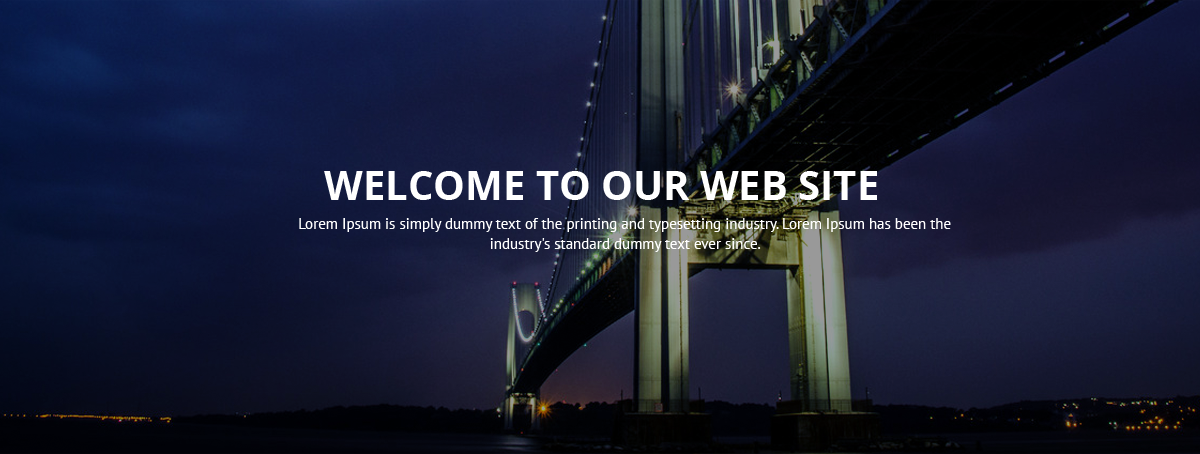 WELCOME TO OUR WEB SITE
Lorem Ipsum is simply dummy text of the printing and typesetting industry. Lorem Ipsum has been the
industry's standard dummy text ever since.